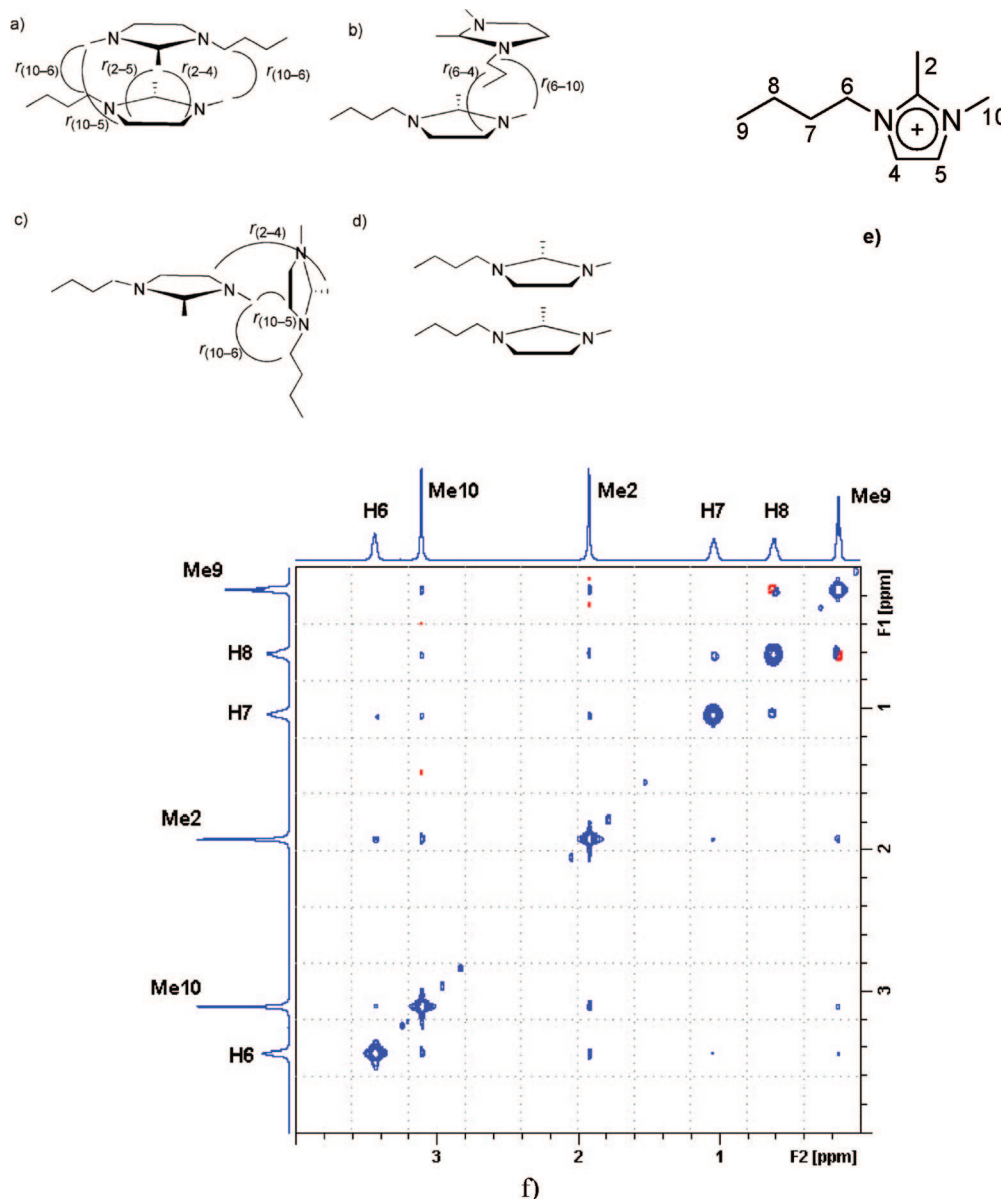 a)
N
N
r(10–6)
r(2–5)
r(2–4)
r(10–6)
N
N
r(10–5)
b)
N
N
r(6–4)
r(6–10)
N
N
2
8
6
10
9
7
N
+
N
4
5
e)
c)
r(2–4)
N
N
N
N
r(10–5)
r(10–6)
d)
N
N
N
N
H6
Me10
Me2
H7
H8
Me9
Me9
H8
H7
Me2
Me10
H6
F1 [ppm]
1
2
3
3
2
1
F2 [ppm]
f)